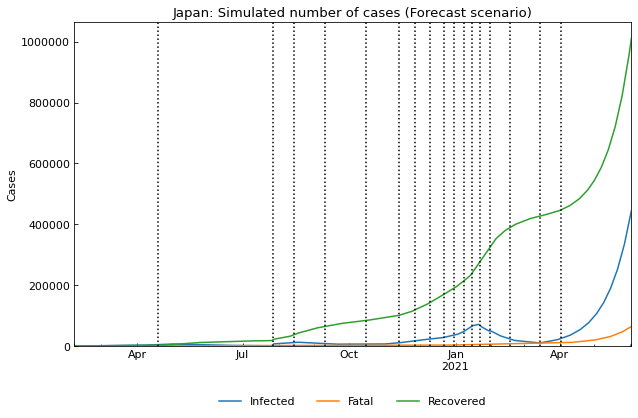 Japan: Simulated number of cases (Forecast scenario)
1000000
800000
600000
400000
200000
0
Cases
Apr
Jul
Oct
Jan
2021
Apr
Infected
Fatal
Recovered